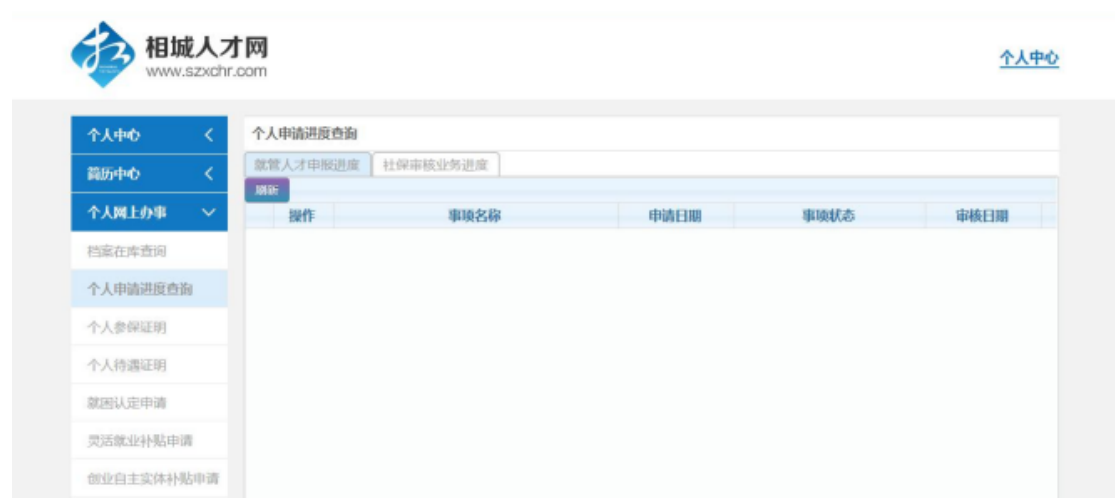 相城人才网
www.szxchr.com
个人中心
个人中心
简历中心
个人网上办事
档案在库查询
个人申请进度查询
个人参保证明
个人待遇证明
就困认定申请
灵活就业补贴申请
创业自主实体补贴申请
个人申请进度查询
就管人才申报进度 社保审核业务进度
刷新
操作 事项名称 申请日期 事项状态 审核日期